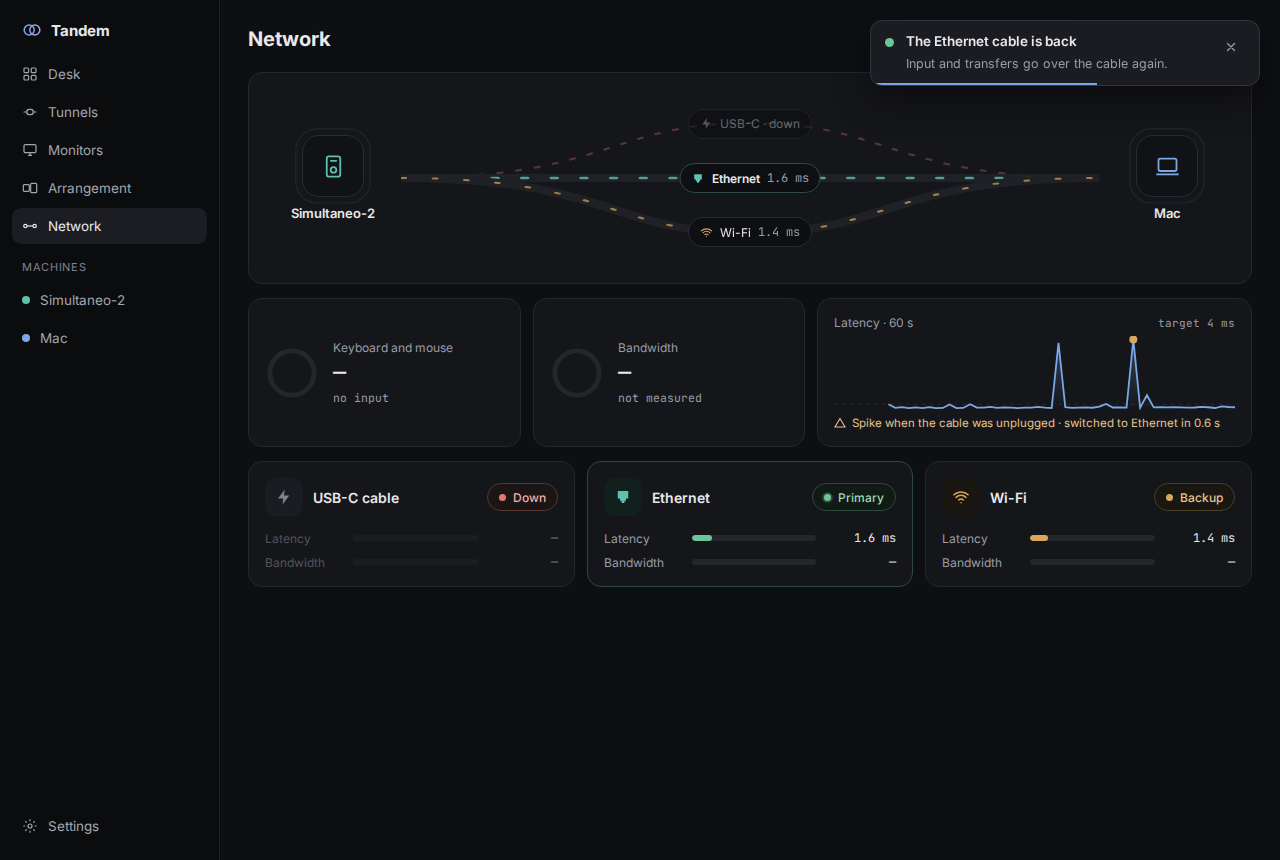 Tandem
Desk
Tunnels
Monitors
Arrangement
Network
MACHINES
Simultaneo-2
Mac
Settings
Network
The Ethernet cable is back
Input and transfers go over the cable again.
USB-C · down
Ethernet 1.6 ms
Wi-Fi 1.4 ms
Simultaneo-2
Mac
Keyboard and mouse
—
no input
Bandwidth
—
not measured
Latency · 60 s
target 4 ms
Spike when the cable was unplugged · switched to Ethernet in 0.6 s
USB-C cable
Down
Latency —
Bandwidth —
Ethernet
Primary
Latency 1.6 ms
Bandwidth —
Wi-Fi
Backup
Latency 1.4 ms
Bandwidth —